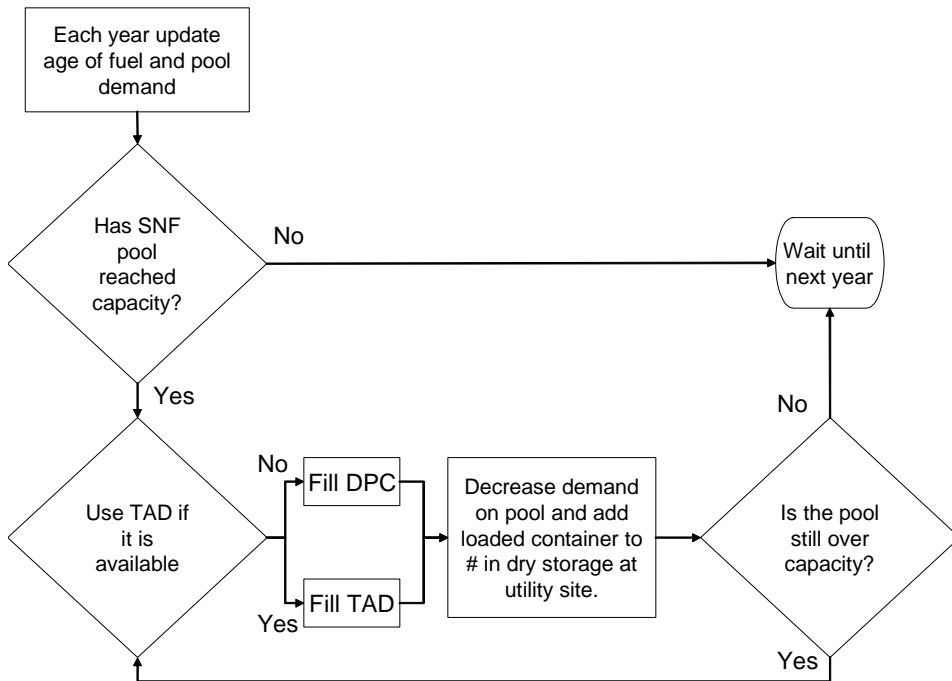 Each year update
age of fuel and pool
demand
Has SNF
pool
reached
capacity?
No
Wait until
next year
Yes
No
Use TAD if
it is
available
No
Fill DPC
Yes
Fill TAD
Decrease demand
on pool and add
loaded container to
# in dry storage at
utility site.
Is the pool
still over
capacity?
Yes